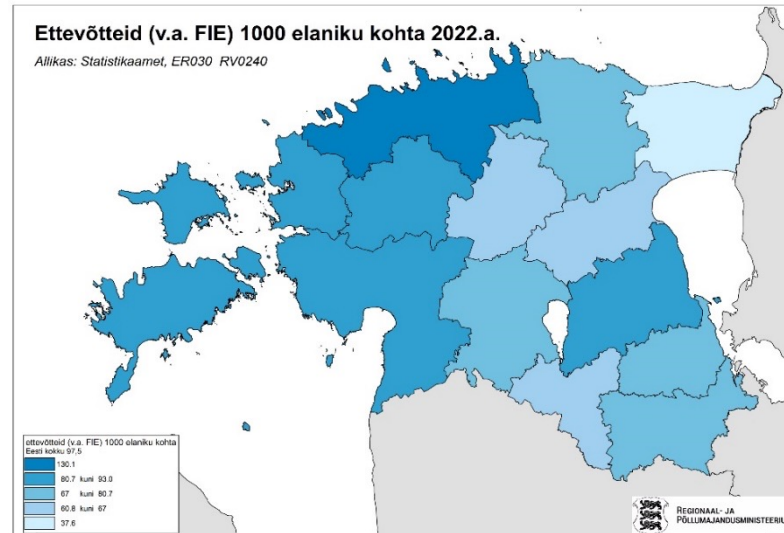 Ettevõtteid (v.a. FIE) 1000 elaniku kohta 2022.a.
Allikas: Statistikaamet, ER030 RV0240
ettevõtteid (v.a. FIE) 1000 elaniku kohta
Eesti kokku 97,5
130.1
80.7 kuni 93.0
67 kuni 80.7
60.8 kuni 67
37.6
REGIONAAL- JA
PÕLLUMAJANDUSMINISTEERIU